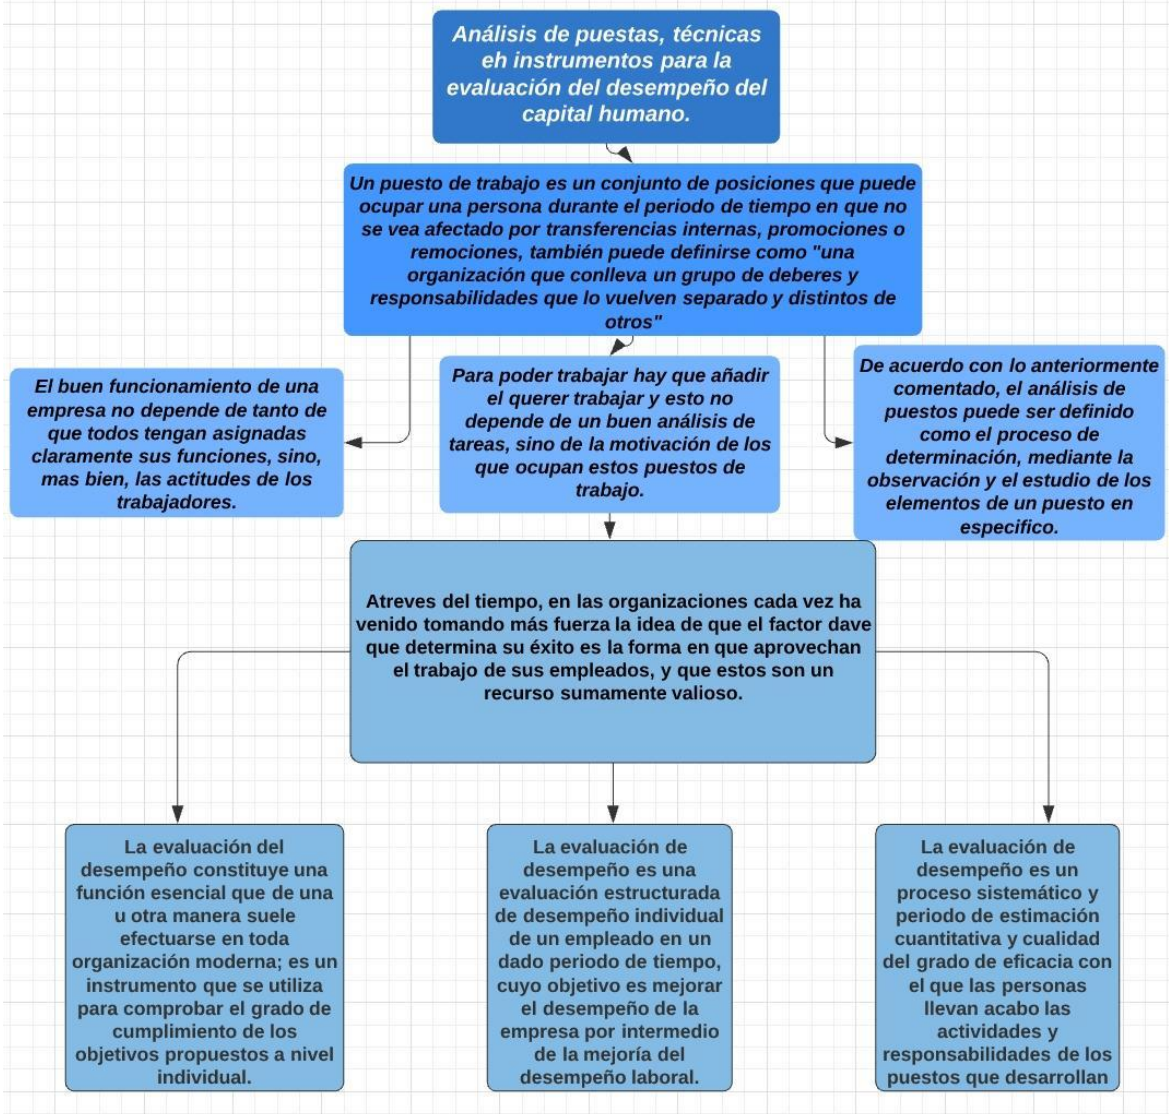 Análisis de puestas, técnicas
eh instrumentos para la
evaluación del desempeño del
capital humano.
Un puesto de trabajo es un conjunto de posiciones que puede
ocupar una persona durante el periodo de tiempo en que no
se vea afectado por transferencias internas, promociones o
remociones, también puede definirse como "una
organización que conlleva un grupo de deberes y
responsabilidades que lo vuelven separado y distintos de
otros"
El buen funcionamiento de una
empresa no depende de tanto de
que todos tengan asignadas
claramente sus funciones, sino,
mas bien, las actitudes de los
trabajadores.
Para poder trabajar hay que añadir
el querer trabajar y esto no
depende de un buen análisis de
tareas, sino de la motivación de los
que ocupan estos puestos de
trabajo.
De acuerdo con lo anteriormente
comentado, el análisis de
puestos puede ser definido
como el proceso de
determinación, mediante la
observación y el estudio de los
elementos de un puesto en
especifico.
Atreves del tiempo, en las organizaciones cada vez ha
venido tomando más fuerza la idea de que el factor dave
que determina su éxito es la forma en que aprovechan
el trabajo de sus empleados, y que estos son un
recurso sumamente valioso.
La evaluación del
desempeño constituye una
función esencial que de una
u otra manera suele
efectuarse en toda
organización moderna; es un
instrumento que se utiliza
para comprobar el grado de
cumplimiento de los
objetivos propuestos a nivel
individual.
La evaluación de
desempeño es una
evaluación estructurada
de desempeño individual
de un empleado en un
dado periodo de tiempo,
cuyo objetivo es mejorar
el desempeño de la
empresa por intermedio
de la mejoría del
desempeño laboral.
La evaluación de
desempeño es un
proceso sistemático y
periodo de estimación
cuantitativa y cualidad
del grado de eficacia con
el que las personas
llevan acabo las
actividades y
responsabilidades de los
puestos que desarrollan